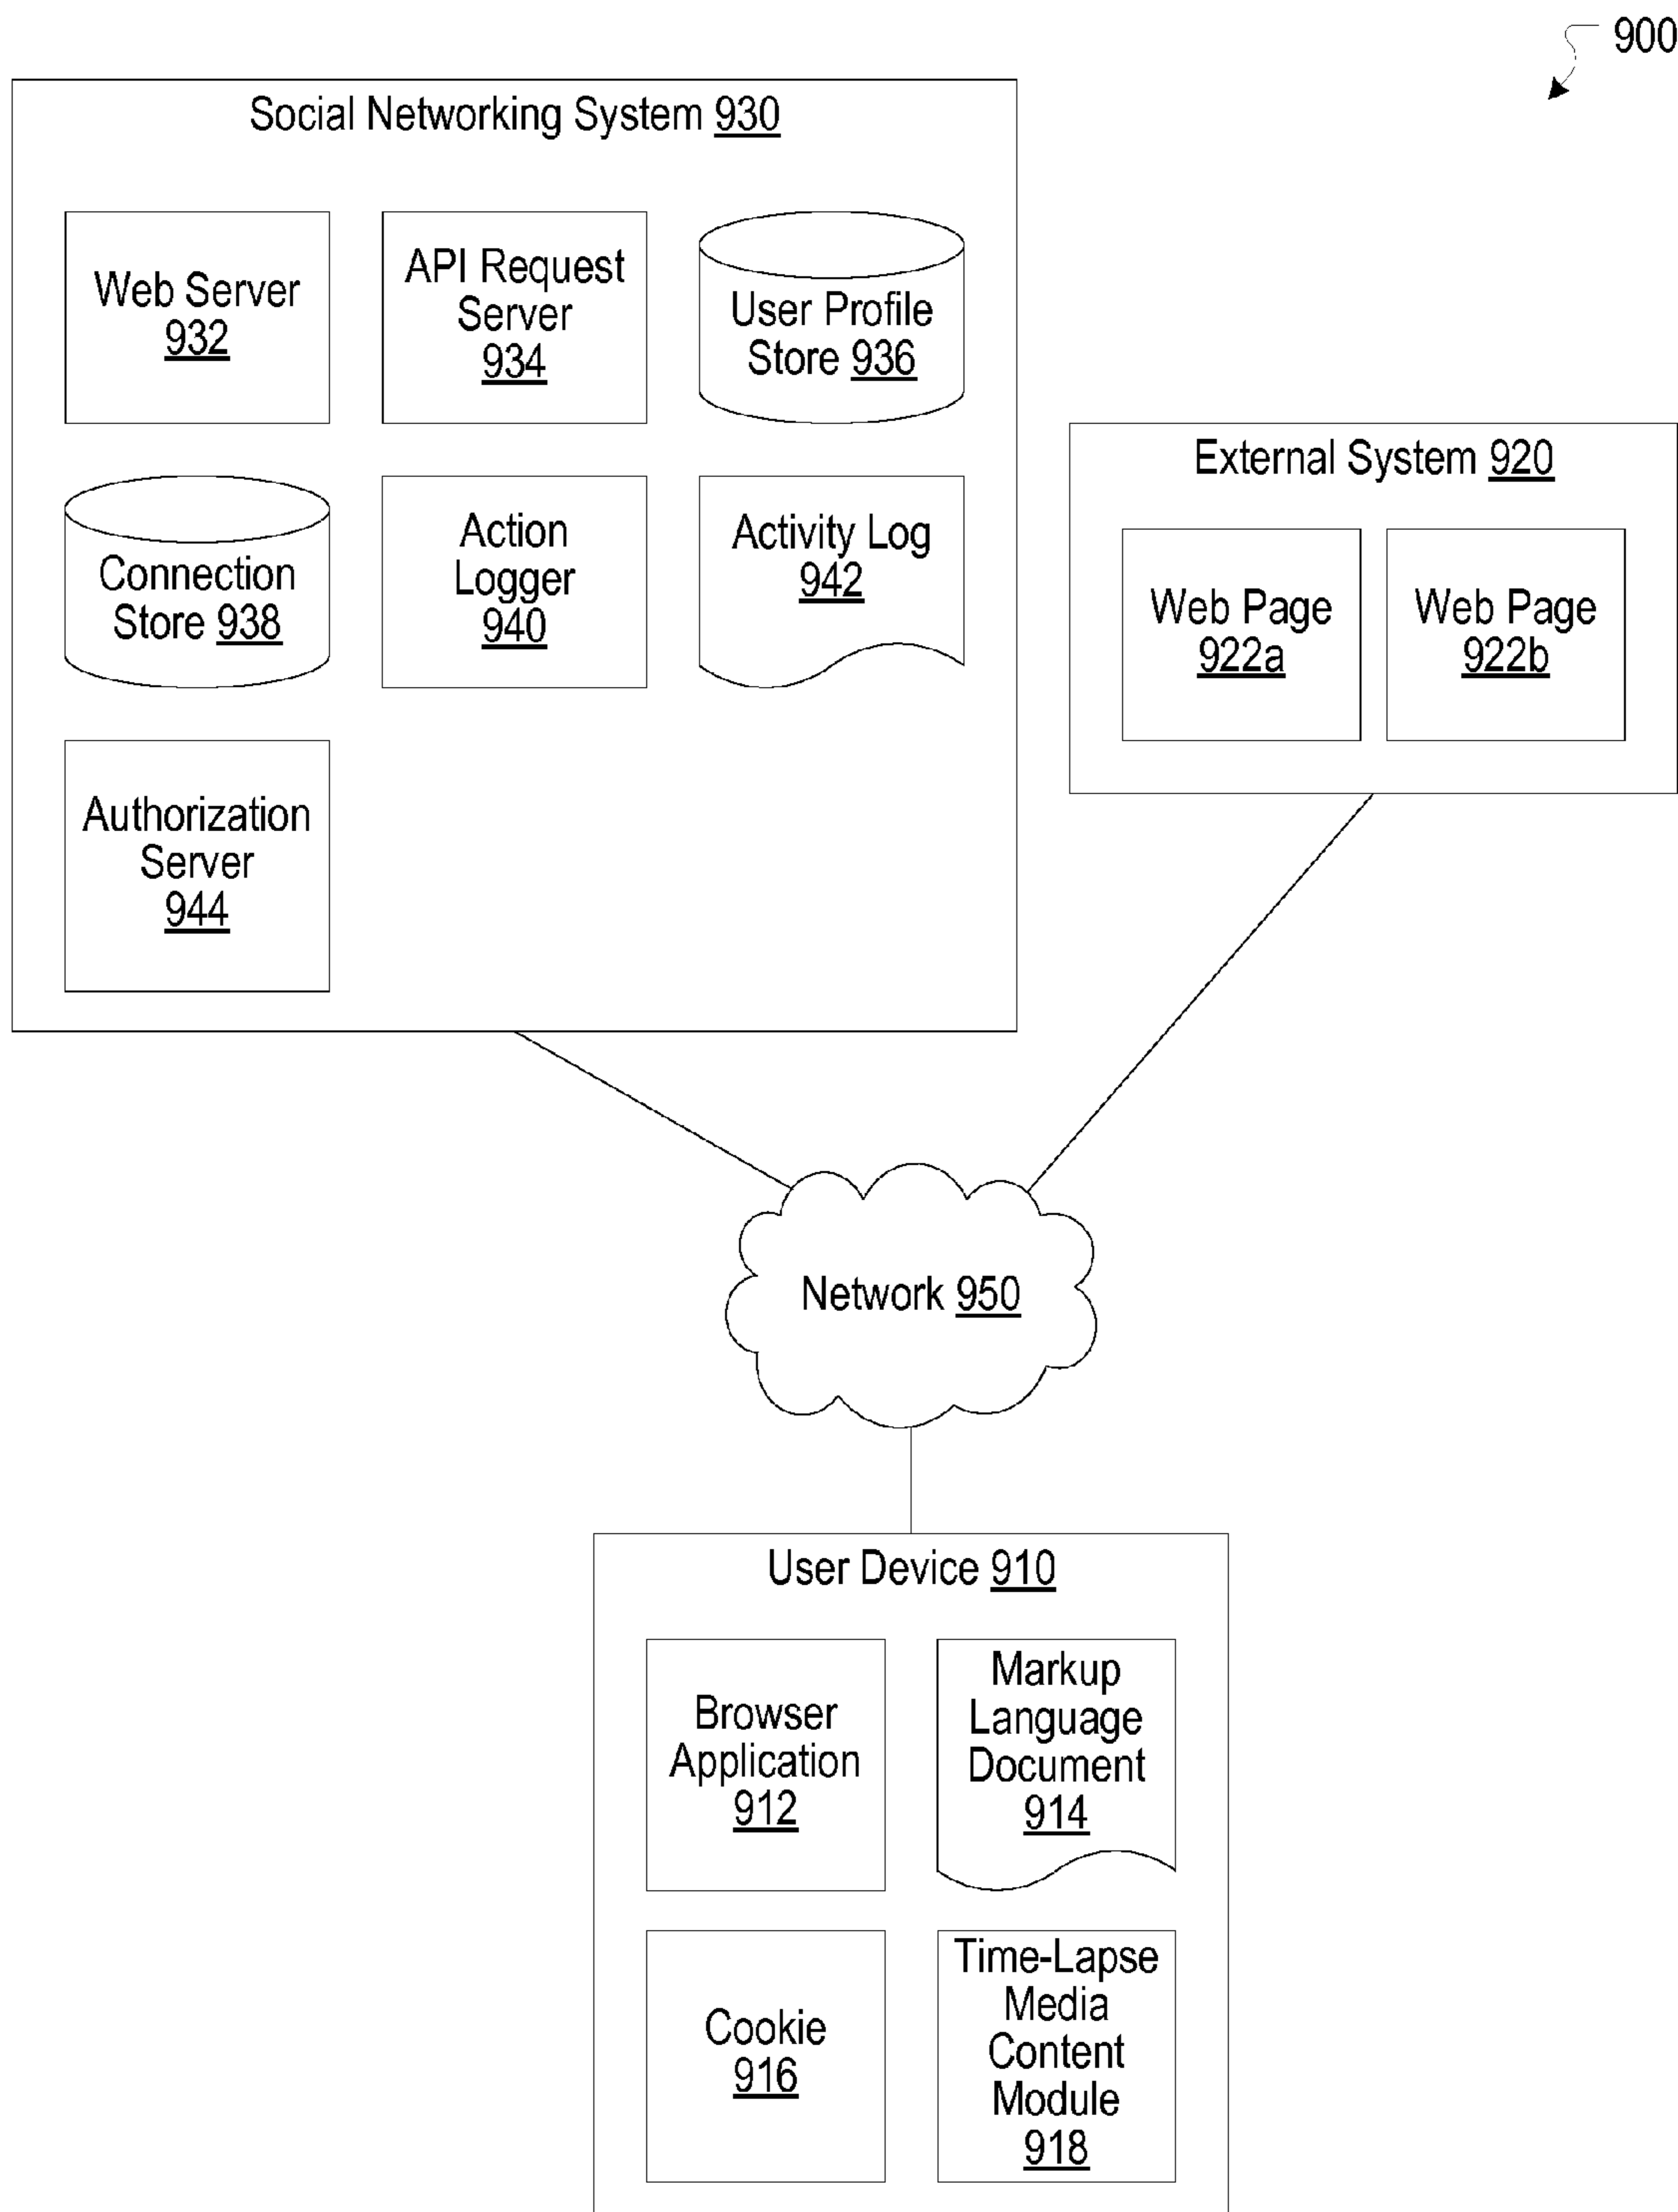 900
Social Networking System 930
Web Server
932
API Request
Server
934
User Profile
Store 936
Connection
Store 938
Action
Logger
940
Activity Log
942
Authorization
Server
944
External System 920
Web Page
922a
Web Page
922b
Network 950
User Device 910
Browser
Application
912
Markup
Language
Document
914
Cookie
916
Time-Lapse
Media
Content
Module
918